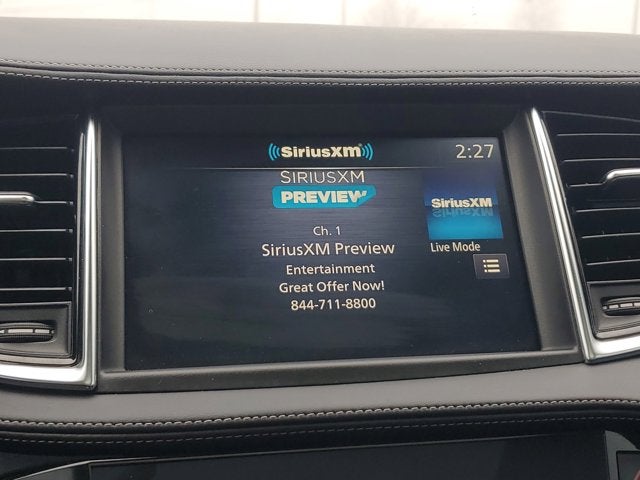 SiriusXM
2:27
SIRIUSXM
PREVIEW
SiriusXM
Ch. 1
SiriusXM Preview
Live Mode
Entertainment
Great Offer Now!
844-711-8800